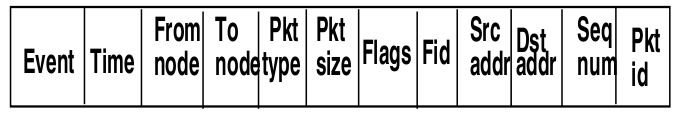 Event
Time
From
node
To
node
Pkt
type
Pkt
size
Flags
Fid
Src
addr
Dst
addr
Seq
num
Pkt
id